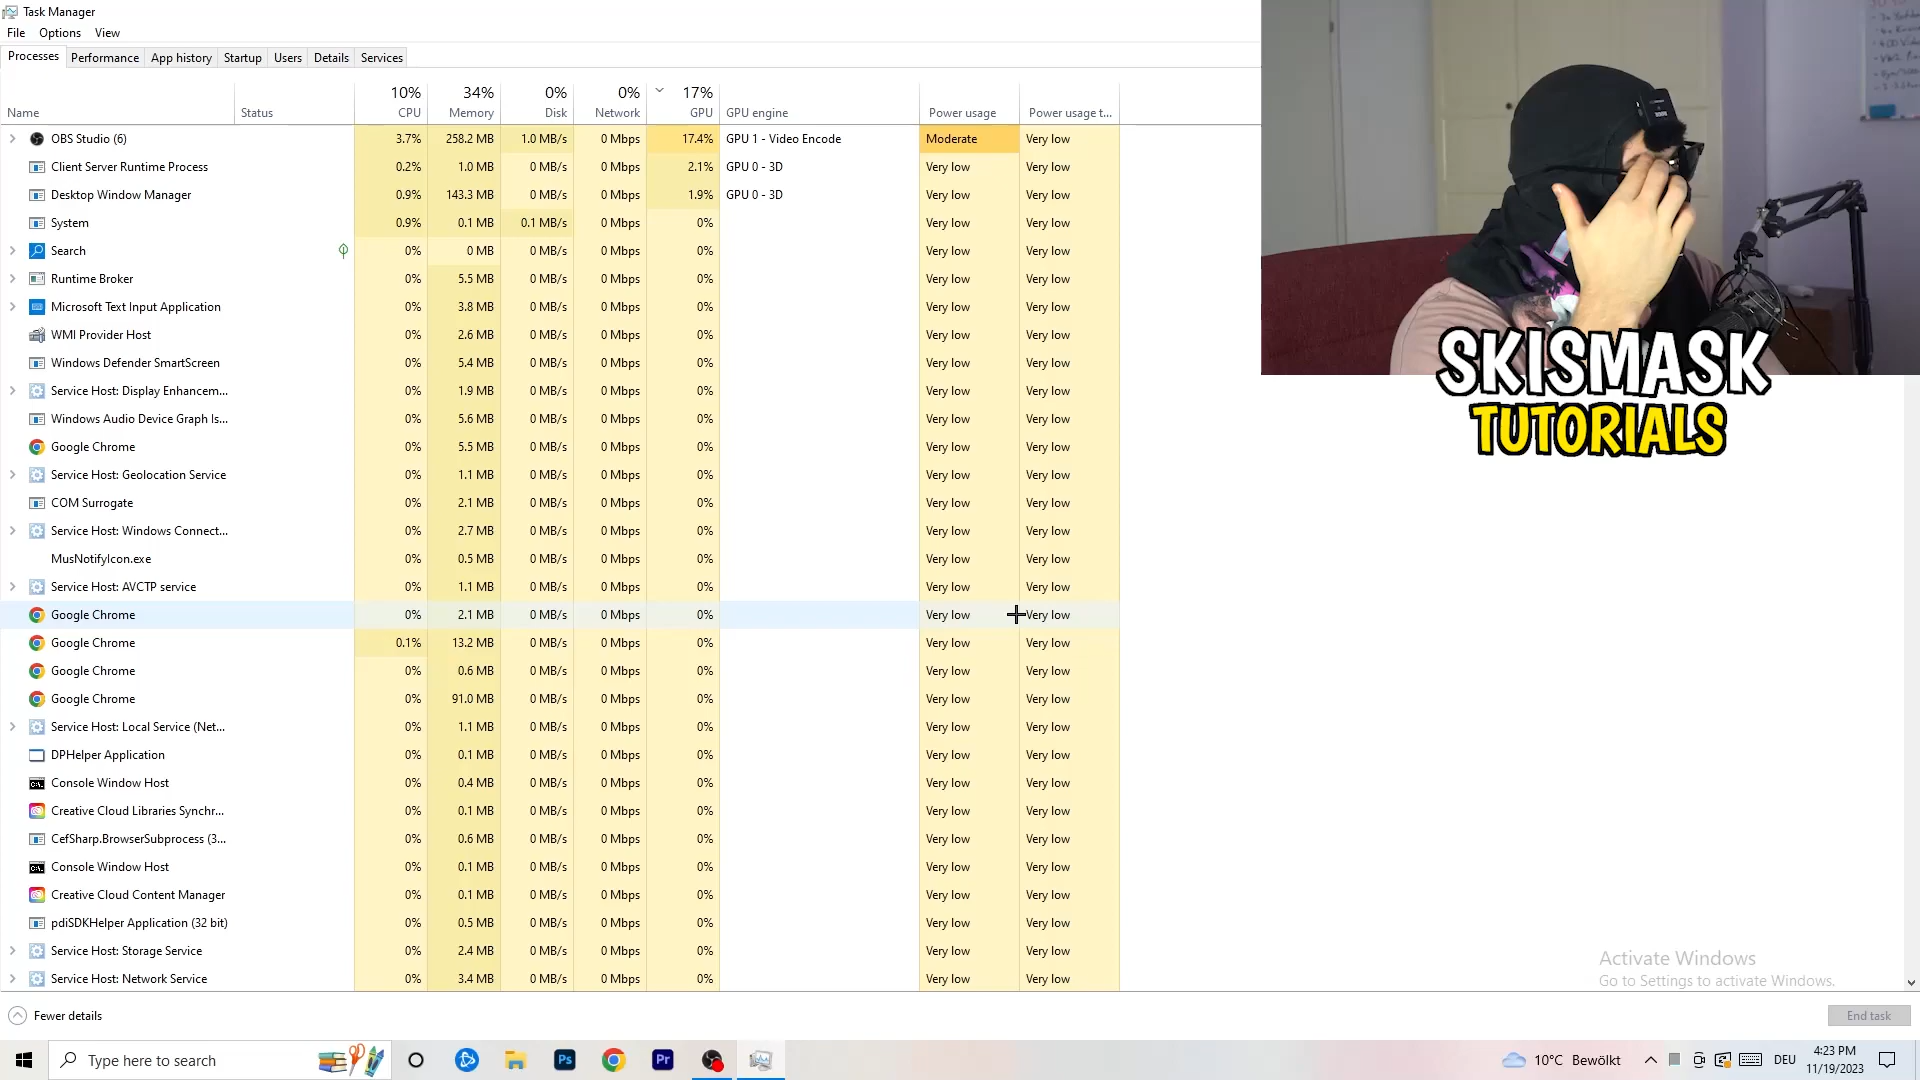 Task Manager
File Options View
Processes Performance App history Startup Users Details Services
10% 34% 0% 0% 17%
Name Status CPU Memory Disk Network GPU GPU engine Power usage Power usage t...
OBS Studio (6) 3.7% 258.2 MB 1.0 MB/s 0 Mbps 17.4% GPU 1 - Video Encode Moderate Very low
Client Server Runtime Process 0.2% 1.0 MB 0 MB/s 0 Mbps 2.1% GPU 0 - 3D Very low Very low
Desktop Window Manager 0.9% 143.3 MB 0 MB/s 0 Mbps 1.9% GPU 0 - 3D Very low Very low
System 0.9% 0.1 MB 0.1 MB/s 0 Mbps 0% Very low Very low
Search 0% 0 MB 0 MB/s 0 Mbps 0% Very low Very low
Runtime Broker 0% 5.5 MB 0 MB/s 0 Mbps 0% Very low Very low
Microsoft Text Input Application 0% 3.8 MB 0 MB/s 0 Mbps 0% Very low Very low
WMI Provider Host 0% 2.6 MB 0 MB/s 0 Mbps 0% Very low Very low
Windows Defender SmartScreen 0% 5.4 MB 0 MB/s 0 Mbps 0% Very low Very low
Service Host: Display Enhancem... 0% 1.9 MB 0 MB/s 0 Mbps 0% Very low Very low
Windows Audio Device Graph Is... 0% 5.6 MB 0 MB/s 0 Mbps 0% Very low Very low
Google Chrome 0% 5.5 MB 0 MB/s 0 Mbps 0% Very low Very low
Service Host: Geolocation Service 0% 1.1 MB 0 MB/s 0 Mbps 0% Very low Very low
COM Surrogate 0% 2.1 MB 0 MB/s 0 Mbps 0% Very low Very low
Service Host: Windows Connect... 0% 2.7 MB 0 MB/s 0 Mbps 0% Very low Very low
MusNotifyIcon.exe 0% 0.5 MB 0 MB/s 0 Mbps 0% Very low Very low
Service Host: AVCTP service 0% 1.1 MB 0 MB/s 0 Mbps 0% Very low Very low
Google Chrome 0% 2.1 MB 0 MB/s 0 Mbps 0% Very low Very low
Google Chrome 0.1% 13.2 MB 0 MB/s 0 Mbps 0% Very low Very low
Google Chrome 0% 0.6 MB 0 MB/s 0 Mbps 0% Very low Very low
Google Chrome 0% 91.0 MB 0 MB/s 0 Mbps 0% Very low Very low
Service Host: Local Service (Net... 0% 1.1 MB 0 MB/s 0 Mbps 0% Very low Very low
DPHelper Application 0% 0.1 MB 0 MB/s 0 Mbps 0% Very low Very low
Console Window Host 0% 0.4 MB 0 MB/s 0 Mbps 0% Very low Very low
Creative Cloud Libraries Synchr... 0% 0.1 MB 0 MB/s 0 Mbps 0% Very low Very low
CefSharp.BrowserSubprocess (3... 0% 0.6 MB 0 MB/s 0 Mbps 0% Very low Very low
Console Window Host 0% 0.1 MB 0 MB/s 0 Mbps 0% Very low Very low
Creative Cloud Content Manager 0% 0.1 MB 0 MB/s 0 Mbps 0% Very low Very low
pdiSDKHelper Application (32 bit) 0% 0.5 MB 0 MB/s 0 Mbps 0% Very low Very low
Service Host: Storage Service 0% 2.4 MB 0 MB/s 0 Mbps 0% Very low Very low
Service Host: Network Service 0% 3.4 MB 0 MB/s 0 Mbps 0% Very low Very low
SKISMASK
TUTORIALS
Activate Windows
Go to Settings to activate Windows.
Fewer details
End task
Type here to search
Ps
Pr
10°C Bewölkt
DEU
4:23 PM
11/19/2023